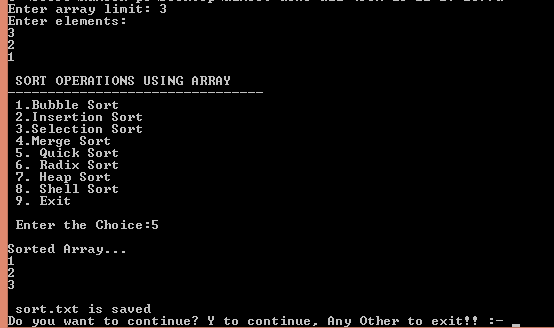 Enter array limit: 3
Enter elements:
3
2
1
SORT OPERATIONS USING ARRAY
---------------------------------
1.Bubble Sort
2.Insertion Sort
3.Selection Sort
4.Merge Sort
5. Quick Sort
6. Radix Sort
7. Heap Sort
8. Shell Sort
9. Exit
Enter the Choice:5
Sorted Array...
1
2
3
sort.txt is saved
Do you want to continue? Y to continue, Any Other to exit!! :- _